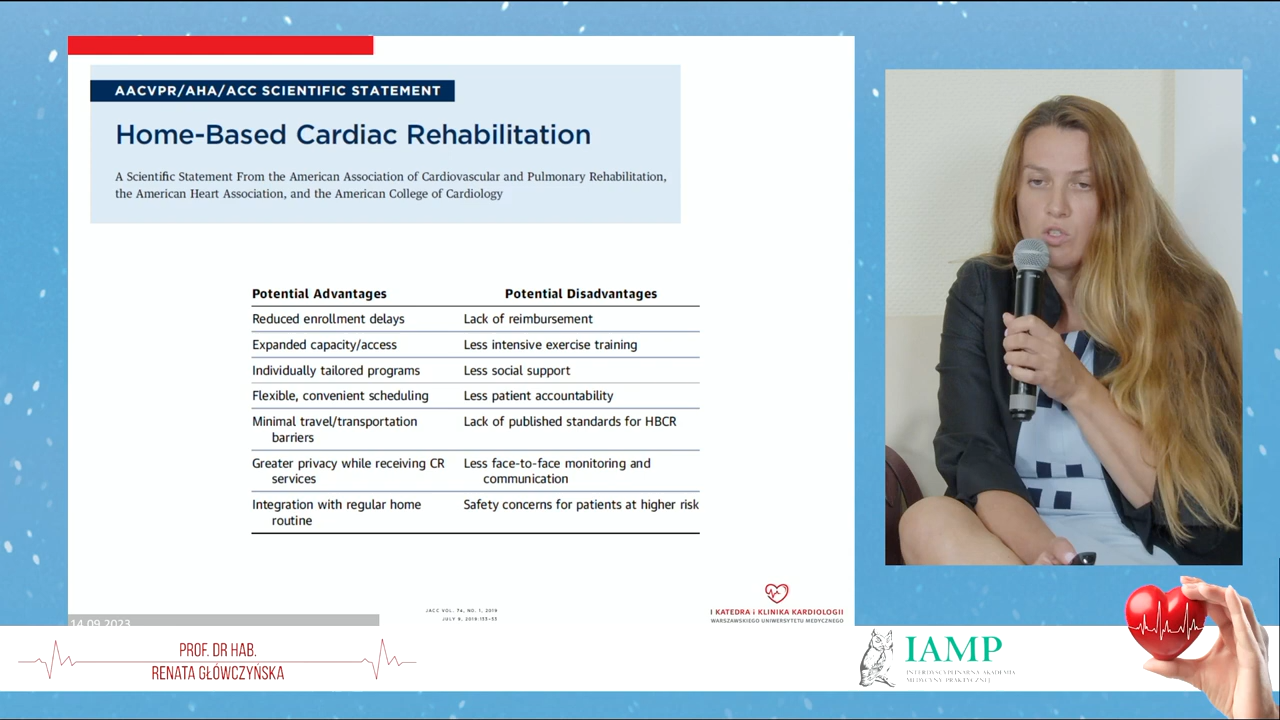 AACVPR/AHA/ACC SCIENTIFIC STATEMENT
Home-Based Cardiac Rehabilitation
A Scientific Statement From the American Association of Cardiovascular and Pulmonary Rehabilitation,
the American Heart Association, and the American College of Cardiology
Potential Advantages Potential Disadvantages
Reduced enrollment delays Lack of reimbursement
Expanded capacity/access Less intensive exercise training
Individually tailored programs Less social support
Flexible, convenient scheduling Less patient accountability
Minimal travel/transportation Lack of published standards for HBCR
barriers
Greater privacy while receiving CR Less face-to-face monitoring and
services communication
Integration with regular home Safety concerns for patients at higher risk
routine
JACC VOL. 74, NO. 1, 2019
JULY 9, 2019:133–53
I KATEDRA i KLINIKA KARDIOLOGII
WARSZAWSKIEGO UNIWERSYTETU MEDYCZNEGO
14.09.2023
PROF. DR HAB.
RENATA GŁÓWCZYŃSKA
IAMP
INTERDYSCYPLINARNA AKADEMIA
MEDYCYNY PRAKTYCZNEJ